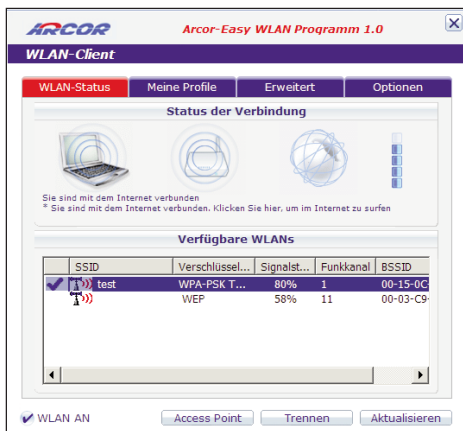 ARCOR
Arcor-Easy WLAN Programm 1.0
WLAN-Client
WLAN-Status Meine Profile Erweitert Optionen
Status der Verbindung
Sie sind mit dem Internet verbunden
* Sie sind mit dem Internet verbunden. Klicken Sie hier, um im Internet zu surfen
Verfügbare WLANs
SSID Verschlüssel... Signalst... Funkkanal BSSID
test WPA-PSK T... 80% 1 00-15-0C-
WEP 58% 11 00-03-C9-
WLAN AN Access Point Trennen Aktualisieren